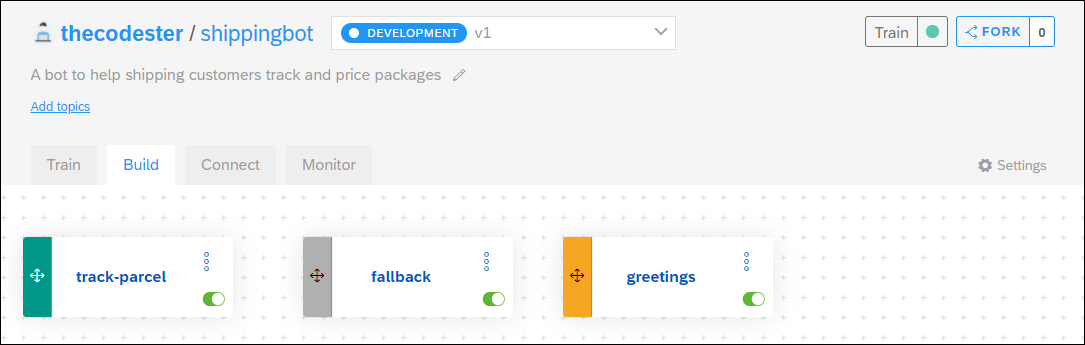 thecodester / shippingbot DEVELOPMENT v1 Train FORK 0
A bot to help shipping customers track and price packages
Add topics
Train Build Connect Monitor Settings
track-parcel fallback greetings